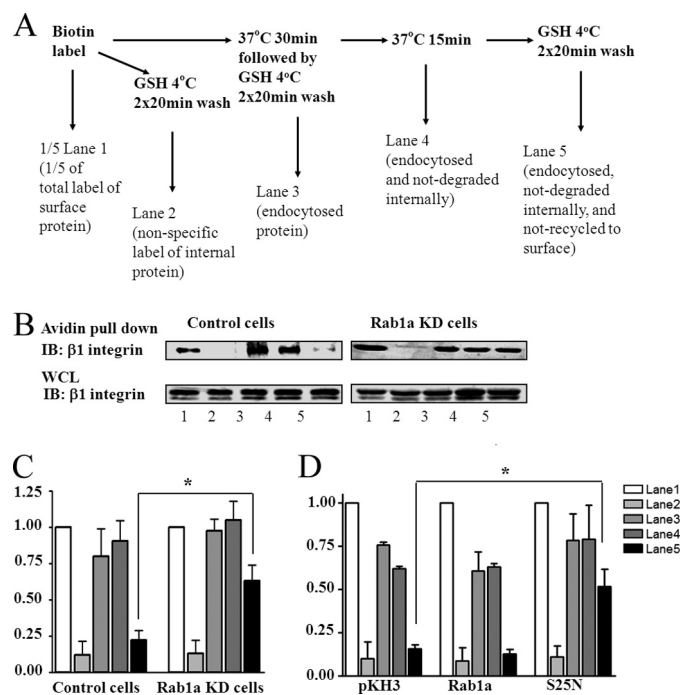 A
Biotin
label
37°C 30min
followed by
GSH 4°C
2x20min wash
37°C 15min
GSH 4°C
2x20min wash
GSH 4°C
2x20min wash
1/5 Lane 1
(1/5 of
total label of
surface
protein)
Lane 2
(non-specific
label of internal
protein)
Lane 3
(endocytosed
protein)
Lane 4
(endocytosed
and not-degraded
internally)
Lane 5
(endocytosed,
not-degraded
internally, and
not-recycled to
surface)
B
Avidin pull down
Control cells
Rab1a KD cells
IB: β1 integrin
WCL
IB: β1 integrin
1 2 3 4 5
1 2 3 4 5
C
*
1.25
1.00
0.75
0.50
0.25
0.00
Control cells
Rab1a KD cells
D
*
1.00
0.75
0.50
0.25
0.00
pKH3
Rab1a
S25N
Lane1
Lane2
Lane3
Lane4
Lane5